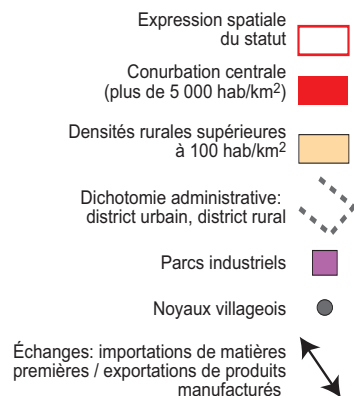 Expression spatiale
du statut
Conurbation centrale
(plus de 5 000 hab/km²)
Densités rurales supérieures
à 100 hab/km²
Dichotomie administrative:
district urbain, district rural
Parcs industriels
Noyaux villageois
Échanges: importations de matières
premières / exportations de produits
manufacturés